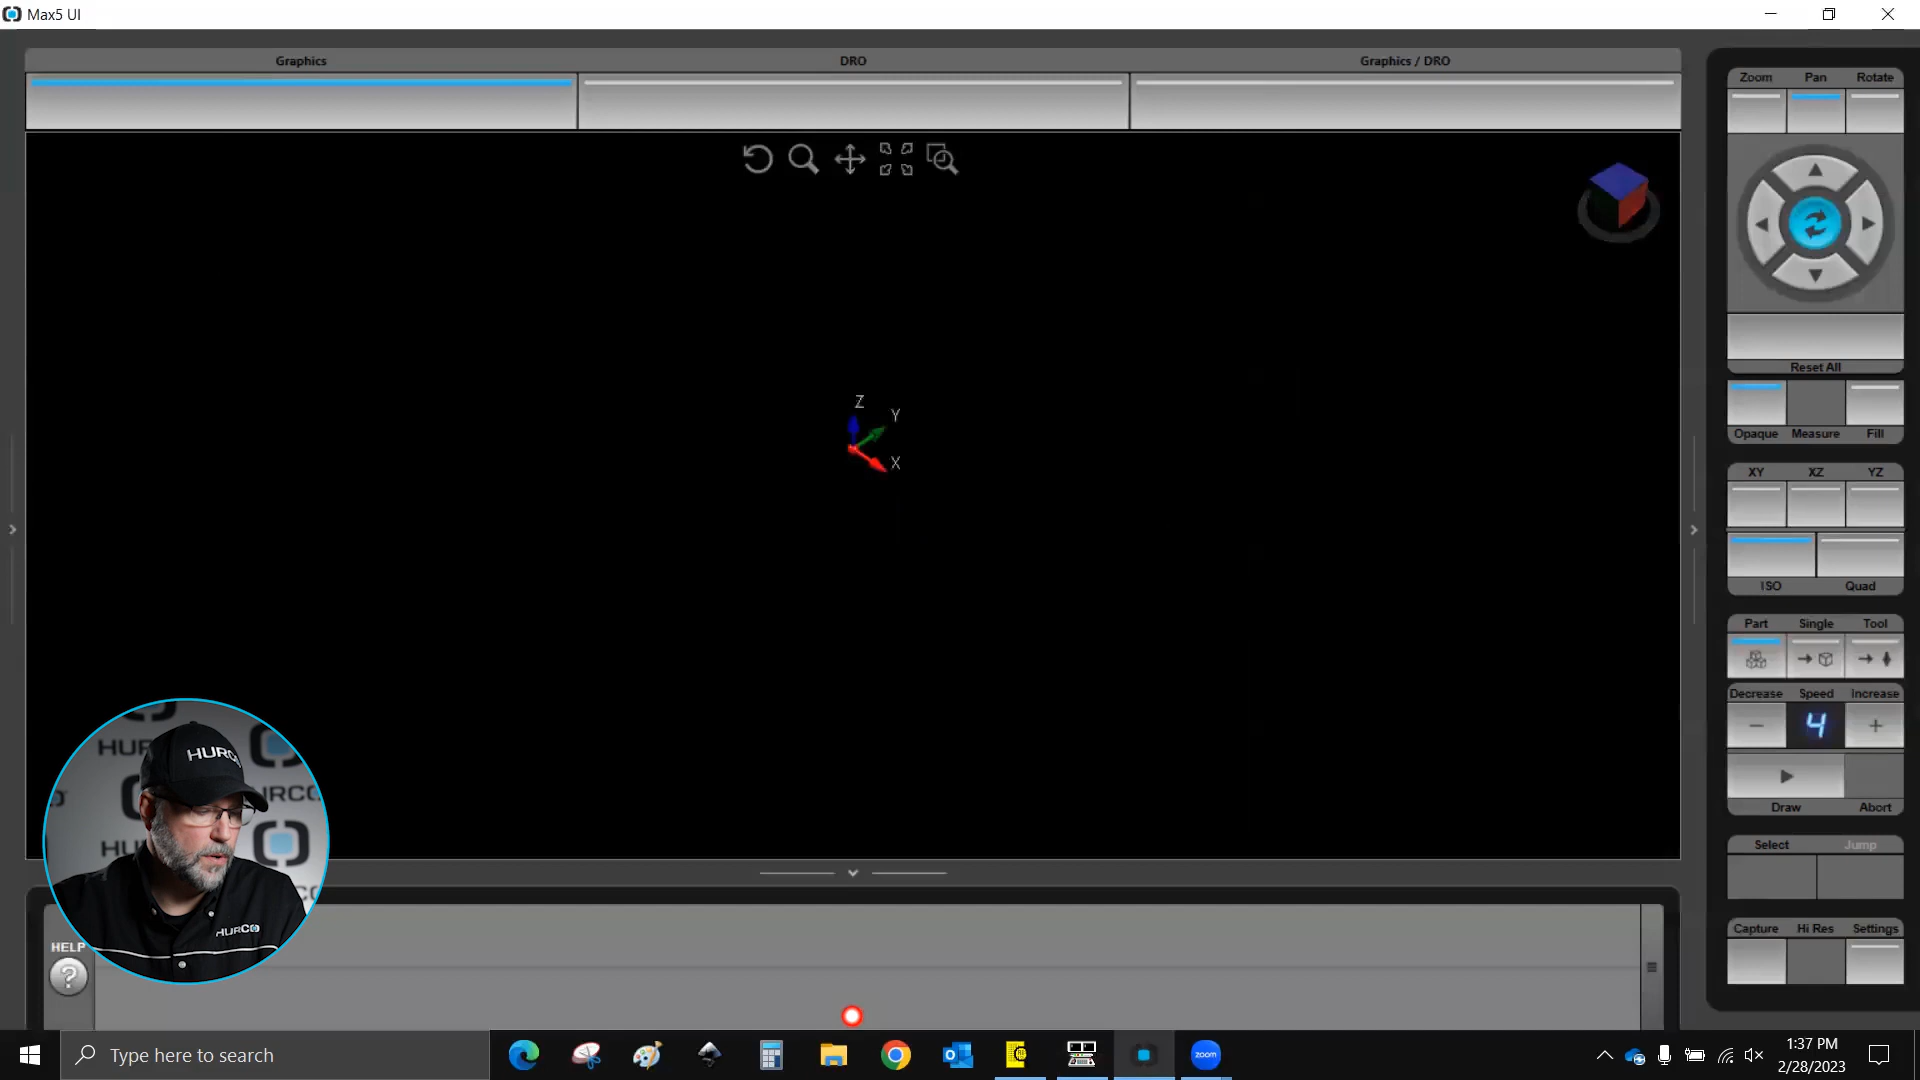 Max5 UI
Graphics
DRO
Graphics / DRO
Zoom Pan Rotate
Reset All
Opaque Measure Fill
XY XZ YZ
ISO Quad
Part Single Tool
Decrease Speed Increase
4
Draw Abort
Select Jump
Capture Hi Res Settings
Z
Y
X
HURCO
HURCO
HELP
?
Type here to search
zoom
1:37 PM
2/28/2023